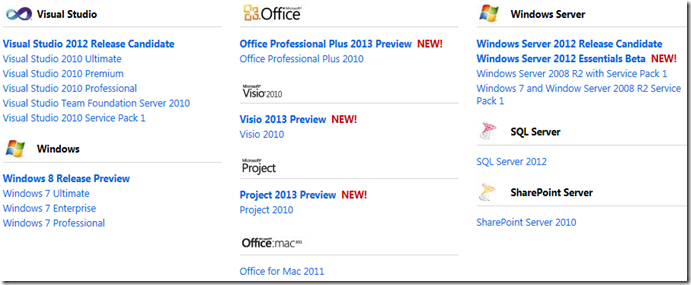 Visual Studio
Visual Studio 2012 Release Candidate
Visual Studio 2010 Ultimate
Visual Studio 2010 Premium
Visual Studio 2010 Professional
Visual Studio Team Foundation Server 2010
Visual Studio 2010 Service Pack 1
Windows
Windows 8 Release Preview
Windows 7 Ultimate
Windows 7 Enterprise
Windows 7 Professional
Microsoft
Office
Office Professional Plus 2013 Preview NEW!
Office Professional Plus 2010
Microsoft
Visio 2010
Visio 2013 Preview NEW!
Visio 2010
Microsoft
Project
Project 2013 Preview NEW!
Project 2010
Microsoft
Office:mac 2011
Office for Mac 2011
Windows Server
Windows Server 2012 Release Candidate
Windows Server 2012 Essentials Beta NEW!
Windows Server 2008 R2 with Service Pack 1
Windows 7 and Window Server 2008 R2 Service
Pack 1
SQL Server
SQL Server 2012
SharePoint Server
SharePoint Server 2010